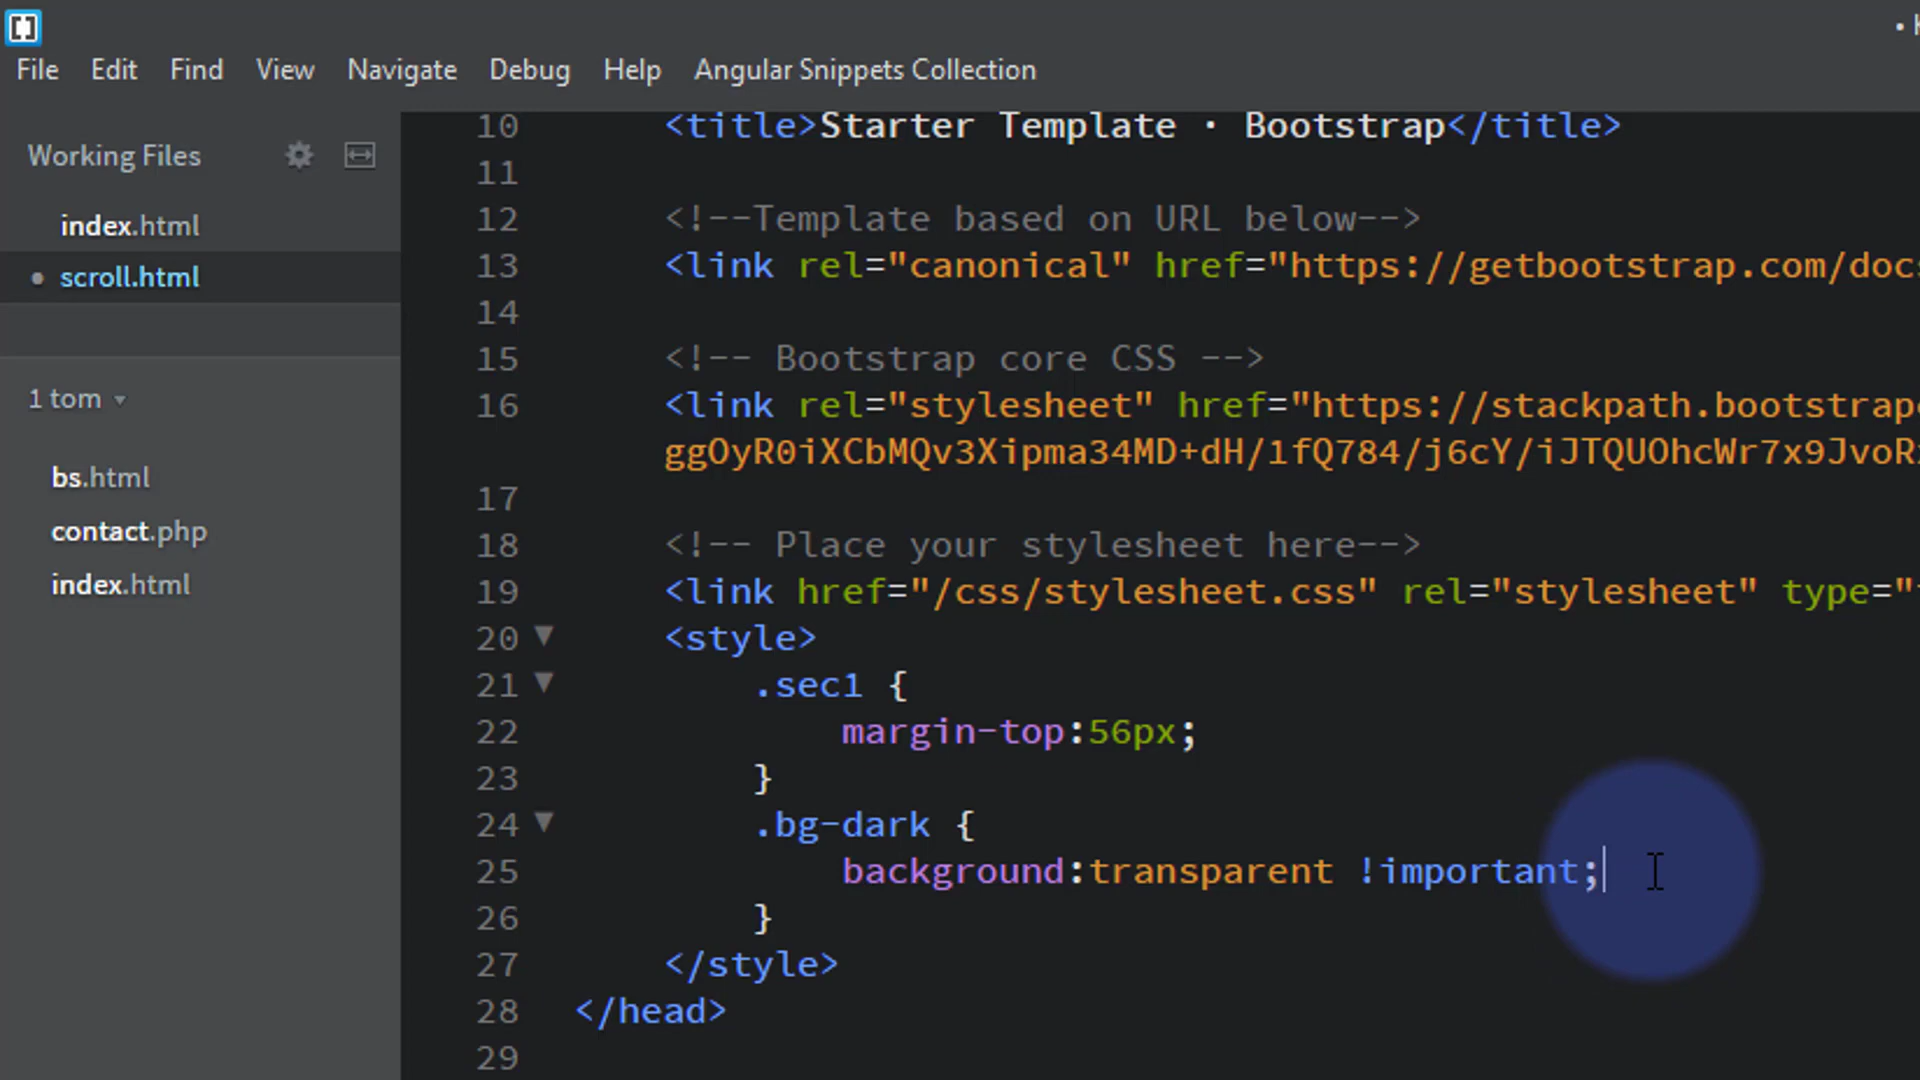 File Edit Find View Navigate Debug Help Angular Snippets Collection
Working Files
index.html
scroll.html
1 tom
bs.html
contact.php
index.html
10 <title>Starter Template · Bootstrap</title>
11
12 <!--Template based on URL below-->
13 <link rel="canonical" href="https://getbootstrap.com/docs
14
15 <!-- Bootstrap core CSS -->
16 <link rel="stylesheet" href="https://stackpath.bootstrap
ggOyR0iXCbMQv3Xipma34MD+dH/1fQ784/j6cY/iJTQUOhcWr7x9JvoR
17
18 <!-- Place your stylesheet here-->
19 <link href="/css/stylesheet.css" rel="stylesheet" type="
20 <style>
21 .sec1 {
22 margin-top:56px;
23 }
24 .bg-dark {
25 background:transparent !important;
26 }
27 </style>
28 </head>
29